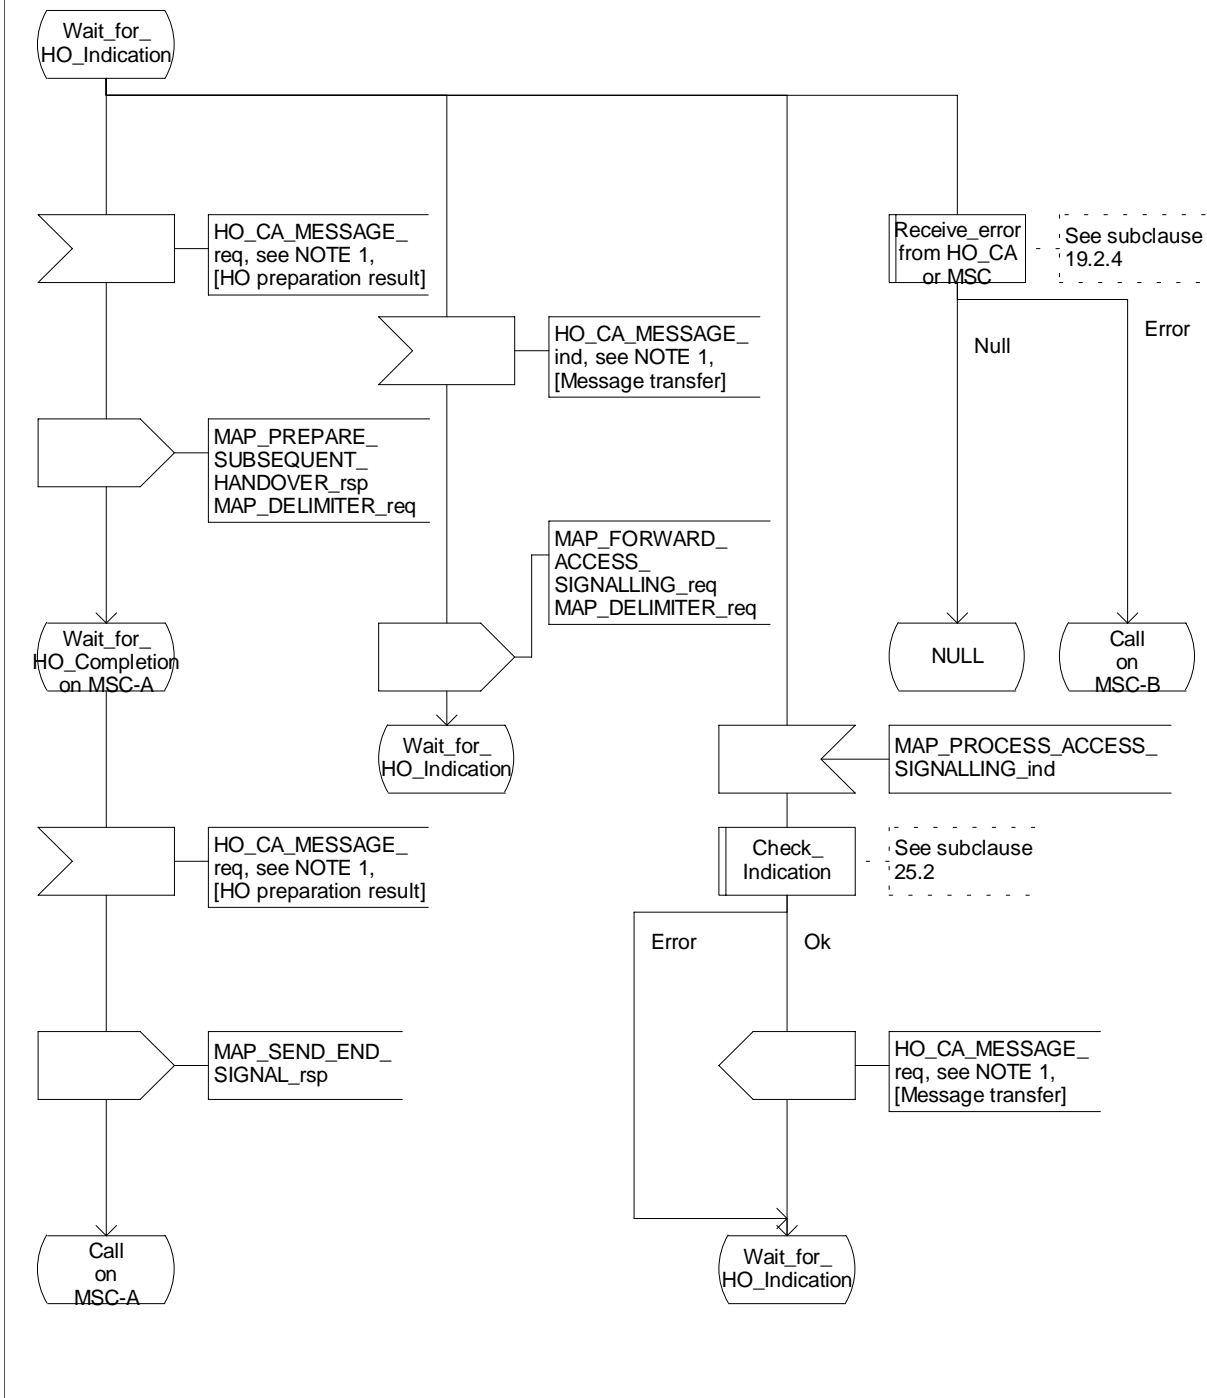 Wait_for_
HO_Indication
HO_CA_MESSAGE_
req, see NOTE 1,
[HO preparation result]
Receive_error
from HO_CA
or MSC
See subclause
19.2.4
HO_CA_MESSAGE_
ind, see NOTE 1,
[Message transfer]
Null
Error
MAP_PREPARE_
SUBSEQUENT_
HANDOVER_rsp
MAP_DELIMITER_req
MAP_FORWARD_
ACCESS_
SIGNALLING_req
MAP_DELIMITER_req
Wait_for_
HO_Completion
on MSC-A
NULL
Call
on
MSC-B
Wait_for_
HO_Indication
MAP_PROCESS_ACCESS_
SIGNALLING_ind
HO_CA_MESSAGE_
req, see NOTE 1,
[HO preparation result]
Check_
Indication
See subclause
25.2
Error
Ok
MAP_SEND_END_
SIGNAL_rsp
HO_CA_MESSAGE_
req, see NOTE 1,
[Message transfer]
Call
on
MSC-A
Wait_for_
HO_Indication